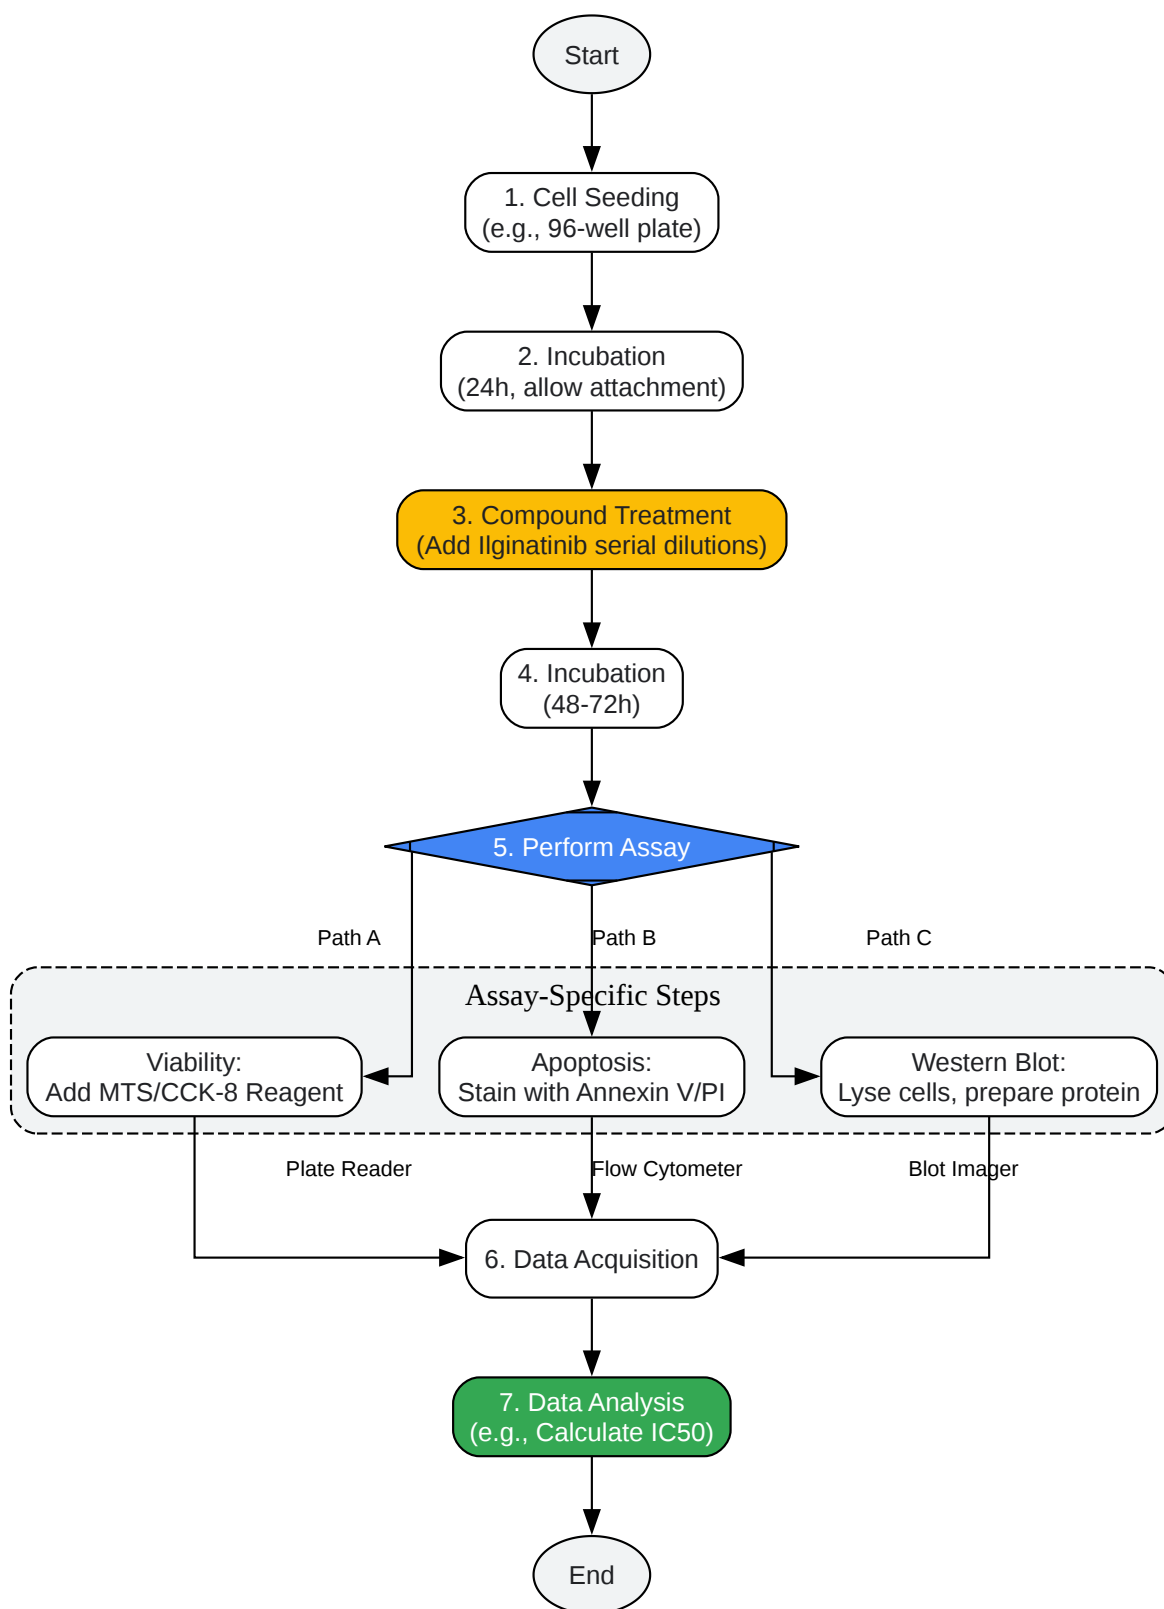 Start
1. Cell Seeding
(e.g., 96-well plate)
2. Incubation
(24h, allow attachment)
3. Compound Treatment
(Add Ilginatinib serial dilutions)
4. Incubation
(48-72h)
5. Perform Assay
Path A
Path B
Path C
Assay-Specific Steps
Viability:
Add MTS/CCK-8 Reagent
Apoptosis:
Stain with Annexin V/PI
Western Blot:
Lyse cells, prepare protein
Plate Reader
Flow Cytometer
Blot Imager
6. Data Acquisition
7. Data Analysis
(e.g., Calculate IC50)
End